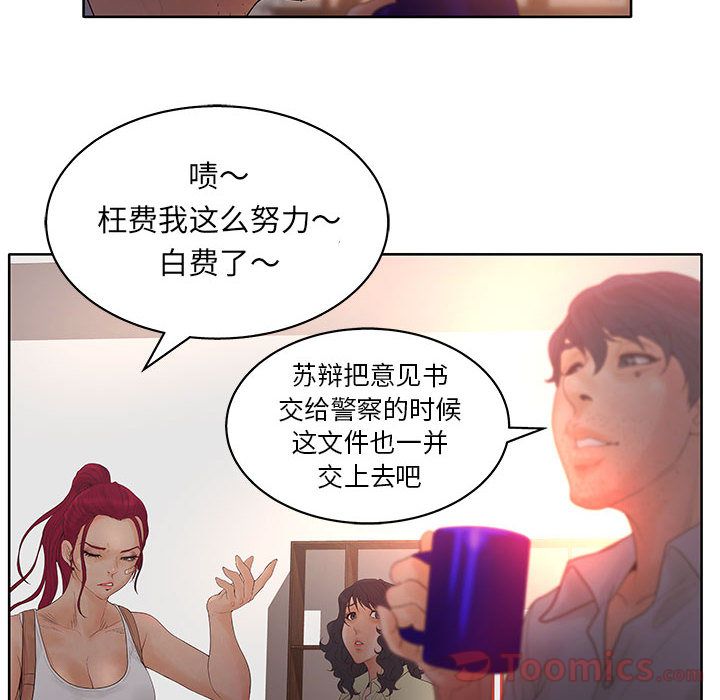 啧～
枉费我这么努力～
白费了～
苏辩把意见书
交给警察的时候
这文件也一并
交上去吧
Toomics.com